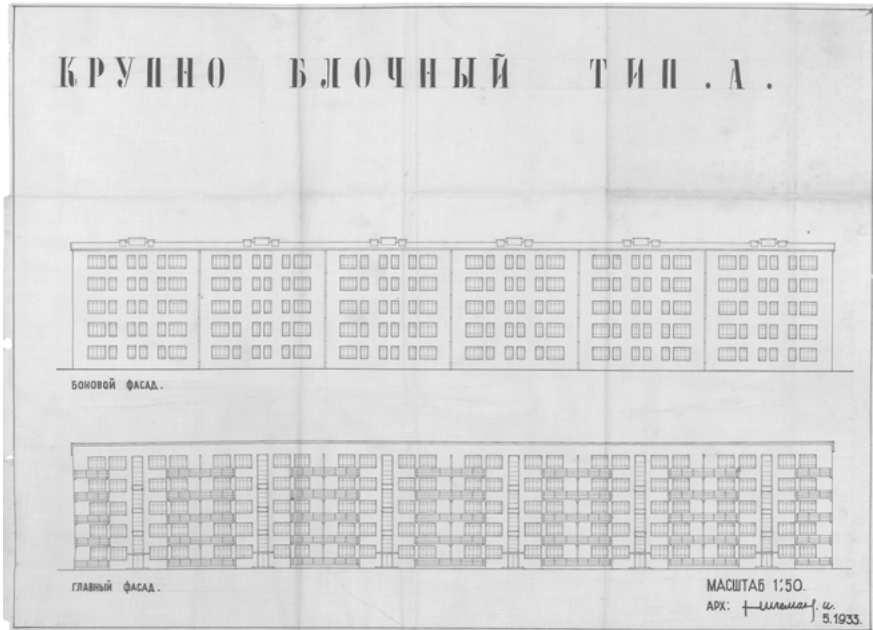 КРУПНО БЛОЧНЫЙ ТИП.А.
БОКОВОЙ ФАСАД.
ГЛАВНЫЙ ФАСАД.
МАСШТАБ 1:50.
АРХ:
5.1933.